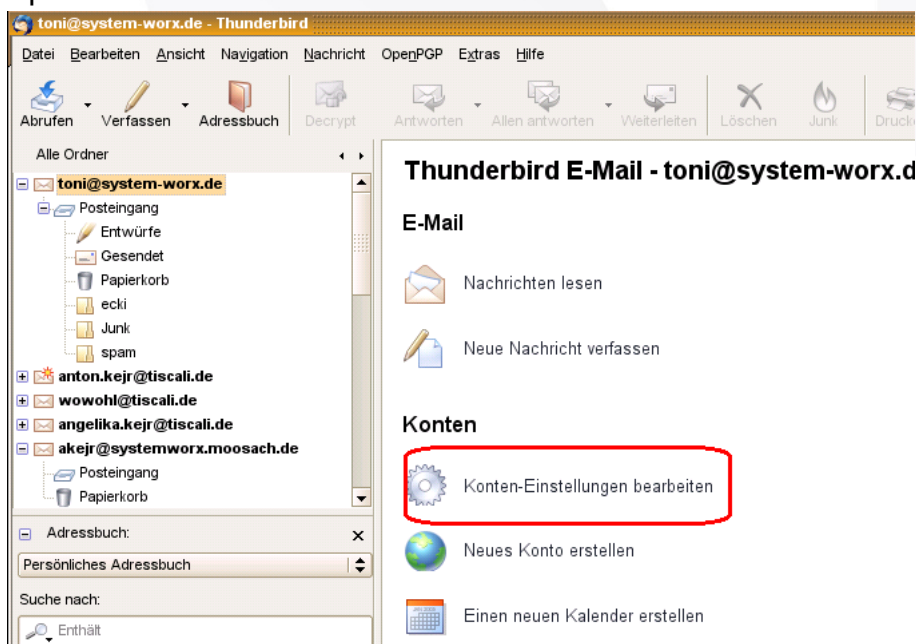 toni@system-worx.de - Thunderbird
Datei Bearbeiten Ansicht Navigation Nachricht OpenPGP Extras Hilfe
Abrufen Verfassen Adressbuch Decrypt Antworten Allen antworten Weiterleiten Löschen Junk
Alle Ordner
toni@system-worx.de
Posteingang
Entwürfe
Gesendet
Papierkorb
ecki
Junk
spam
anton.kejr@tiscali.de
wowohl@tiscali.de
angelika.kejr@tiscali.de
akejr@systemworx.moosach.de
Posteingang
Papierkorb
Adressbuch:
Persönliches Adressbuch
Suche nach:
Enthält
Thunderbird E-Mail - toni@system-worx.d
E-Mail
Nachrichten lesen
Neue Nachricht verfassen
Konten
Konten-Einstellungen bearbeiten
Neues Konto erstellen
Einen neuen Kalender erstellen